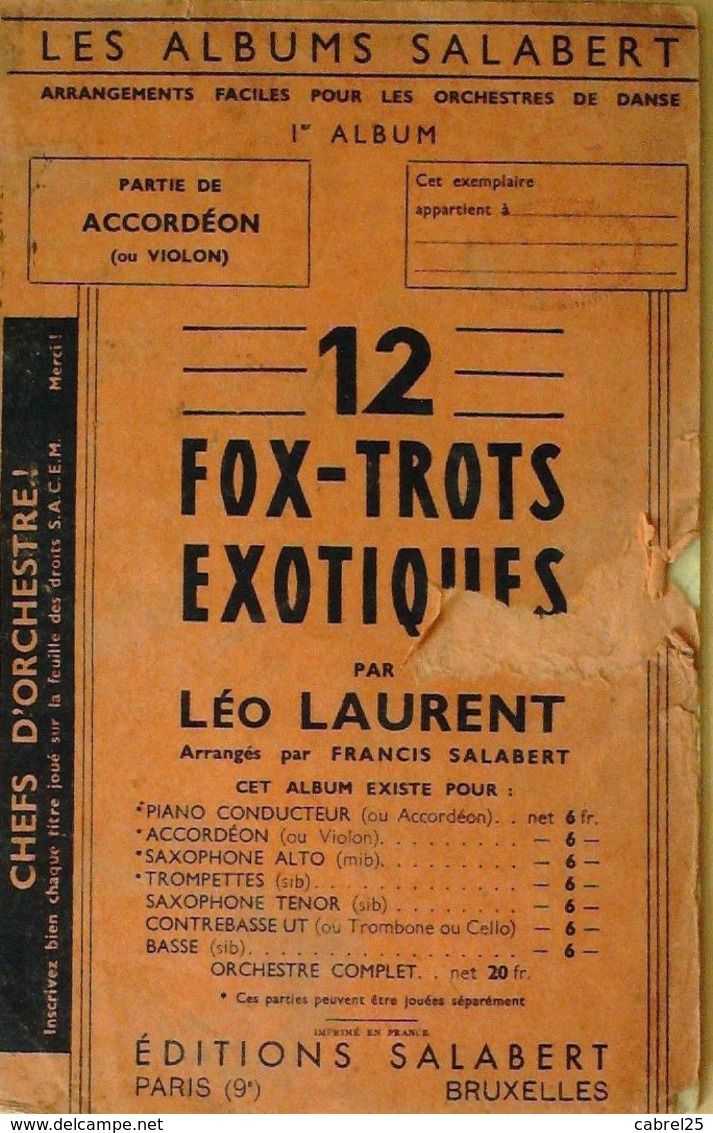 LES ALBUMS SALABERT
ARRANGEMENTS FACILES POUR LES ORCHESTRES DE DANSE
1er ALBUM
PARTIE DE
ACCORDÉON
(ou VIOLON)
Cet exemplaire
appartient à
12
FOX-TROTS
EXOTIQUES
PAR
LÉO LAURENT
Arrangés par FRANCIS SALABERT
CET ALBUM EXISTE POUR :
*PIANO CONDUCTEUR (ou Accordéon). . net 6 fr.
*ACCORDÉON (ou Violon). . . . . . . . . — 6 —
*SAXOPHONE ALTO (mib). . . . . . . . . — 6 —
*TROMPETTES (sib). . . . . . . . . . . . . — 6 —
SAXOPHONE TENOR (sib) . . . . . . . . — 6 —
CONTREBASSE UT (ou Trombone ou Cello) — 6 —
BASSE (sib). . . . . . . . . . . . . . . . . — 6 —
ORCHESTRE COMPLET. . net 20 fr.
* Ces parties peuvent être jouées séparément
IMPRIMÉ EN FRANCE
ÉDITIONS SALABERT
PARIS (9e) BRUXELLES
CHEFS D'ORCHESTRE !
Inscrivez bien chaque titre joué sur la feuille des droits S.A.C.E.M. Merci !
www.delcampe.net
cabrel25